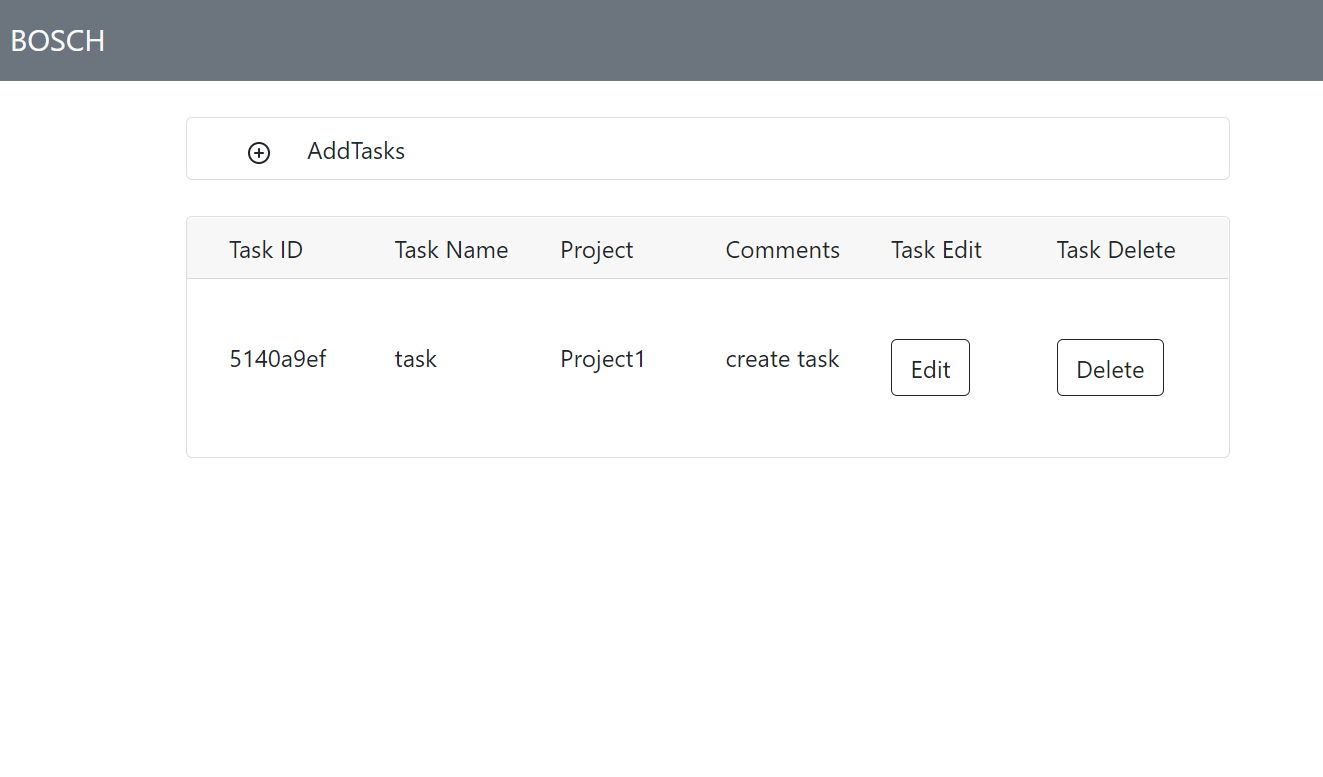 BOSCH
AddTasks
Task ID Task Name Project Comments Task Edit Task Delete
5140a9ef task Project1 create task Edit Delete